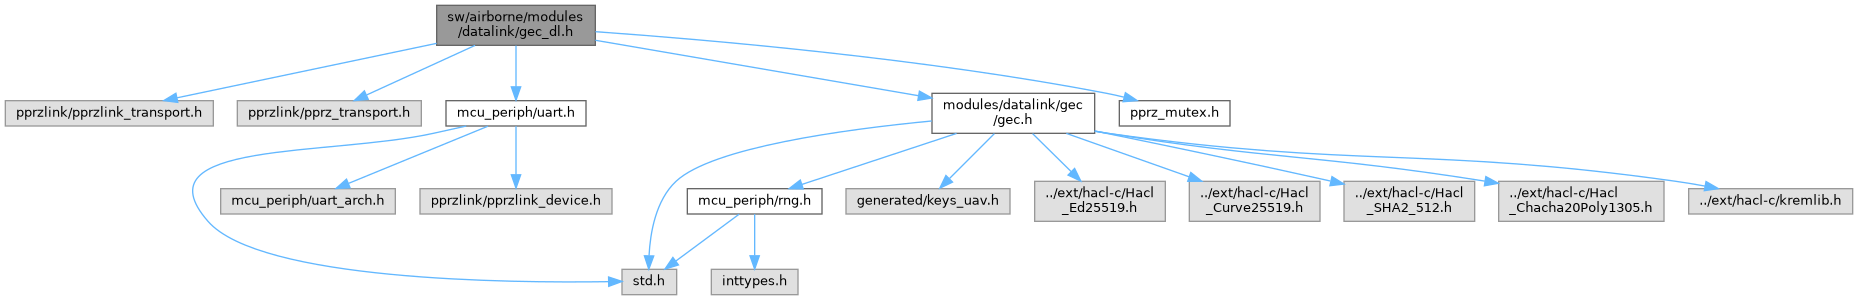 sw/airborne/modules
/datalink/gec_dl.h
pprzlink/pprzlink_transport.h
pprzlink/pprz_transport.h
mcu_periph/uart.h
modules/datalink/gec
/gec.h
pprz_mutex.h
mcu_periph/uart_arch.h
pprzlink/pprzlink_device.h
mcu_periph/rng.h
generated/keys_uav.h
../ext/hacl-c/Hacl
_Ed25519.h
../ext/hacl-c/Hacl
_Curve25519.h
../ext/hacl-c/Hacl
_SHA2_512.h
../ext/hacl-c/Hacl
_Chacha20Poly1305.h
../ext/hacl-c/kremlib.h
std.h
inttypes.h